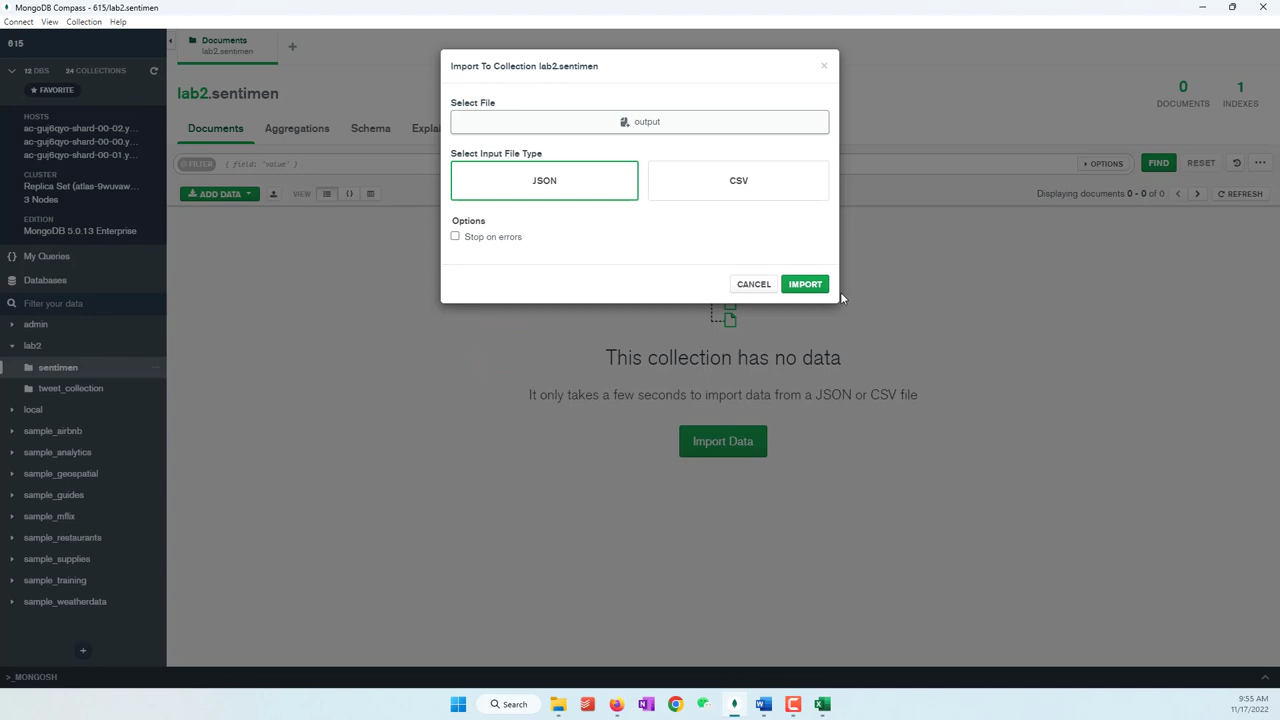 MongoDB Compass - 615/lab2.sentimen
Connect View Collection Help
615
12 DBS 24 COLLECTIONS
FAVORITE
HOSTS
ac-guj6qyo-shard-00-02.y...
ac-guj6qyo-shard-00-00.y...
ac-guj6qyo-shard-00-01.y...
CLUSTER
Replica Set (atlas-9wuvaw...
3 Nodes
EDITION
MongoDB 5.0.13 Enterprise
My Queries
Databases
Filter your data
admin
lab2
sentimen
tweet_collection
local
sample_airbnb
sample_analytics
sample_geospatial
sample_guides
sample_mflix
sample_restaurants
sample_supplies
sample_training
sample_weatherdata
>_MONGOSH
Documents
lab2.sentimen
lab2.sentimen
0
DOCUMENTS
1
INDEXES
Documents Aggregations Schema Explai
FILTER { field: 'value' }
OPTIONS FIND RESET
ADD DATA VIEW
Displaying documents 0 - 0 of 0 REFRESH
Import To Collection lab2.sentimen
Select File
output
Select Input File Type
JSON CSV
Options
Stop on errors
CANCEL IMPORT
This collection has no data
It only takes a few seconds to import data from a JSON or CSV file
Import Data
Search
9:55 AM
11/17/2022